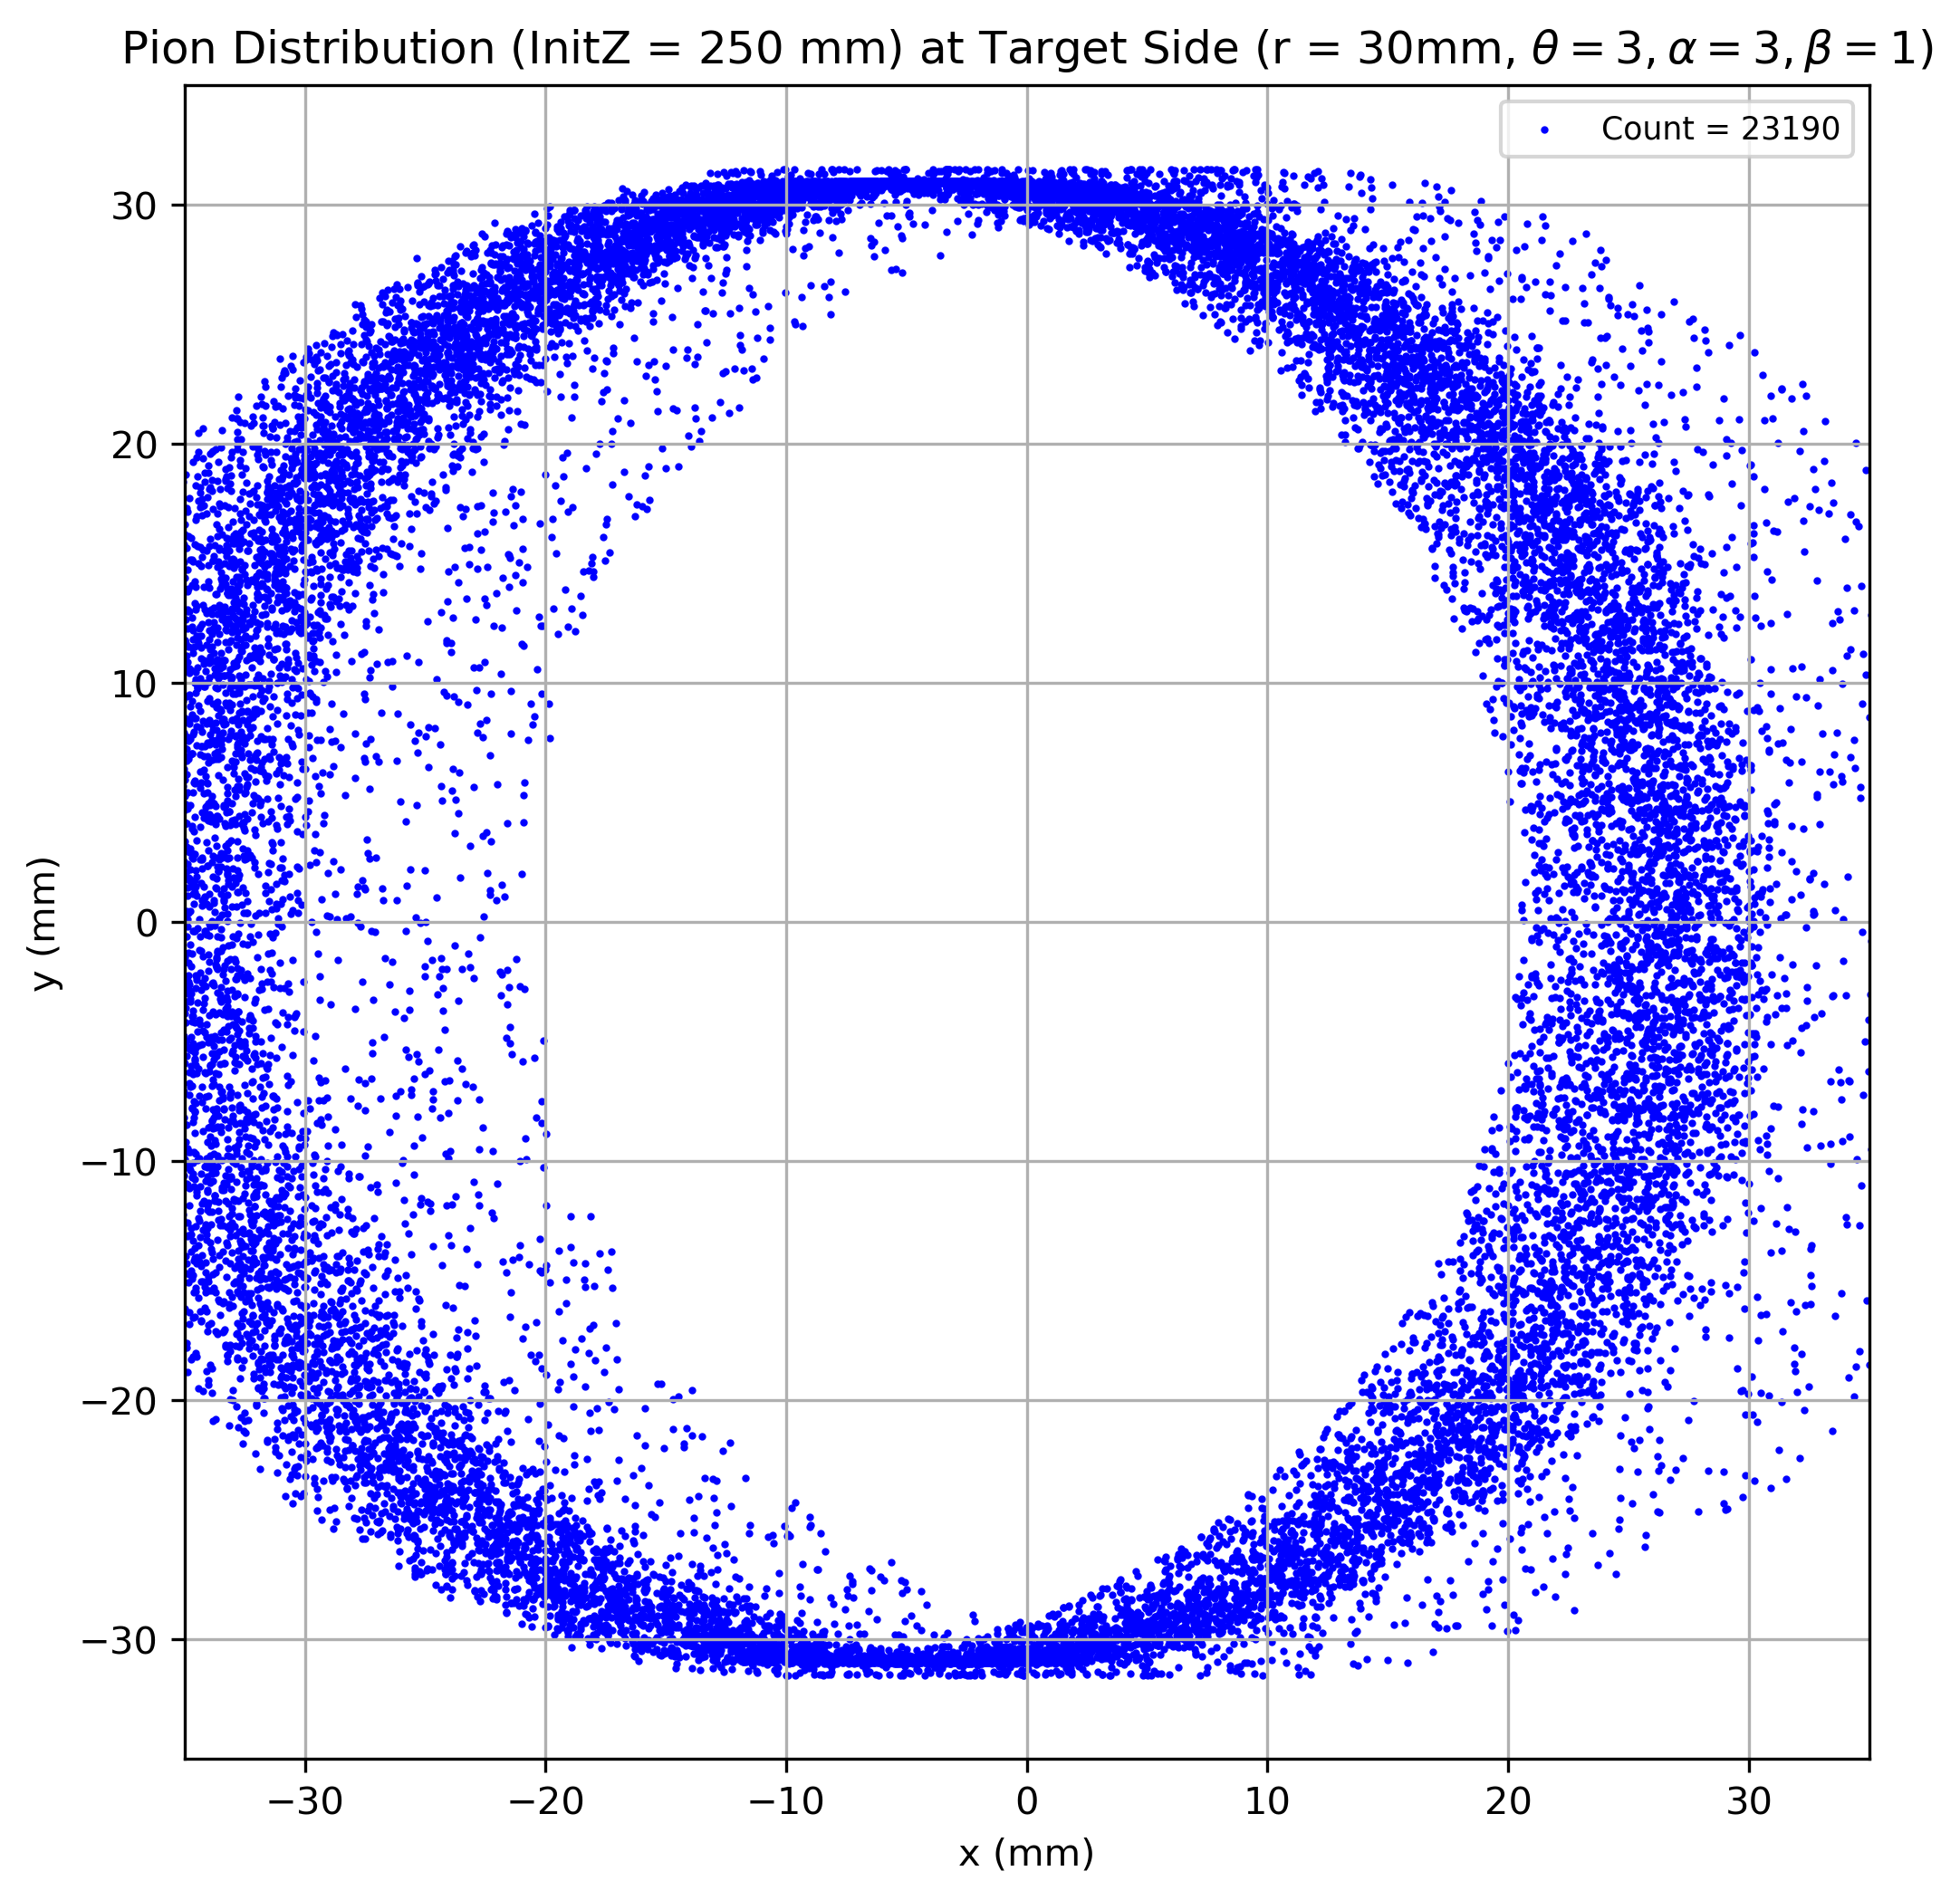 Pion Distribution (InitZ = 250 mm) at Target Side (r = 30mm, θ = 3, α = 3, β = 1)
Count = 23190
30
20
10
0
−10
−20
−30
y (mm)
−30 −20 −10 0 10 20 30
x (mm)